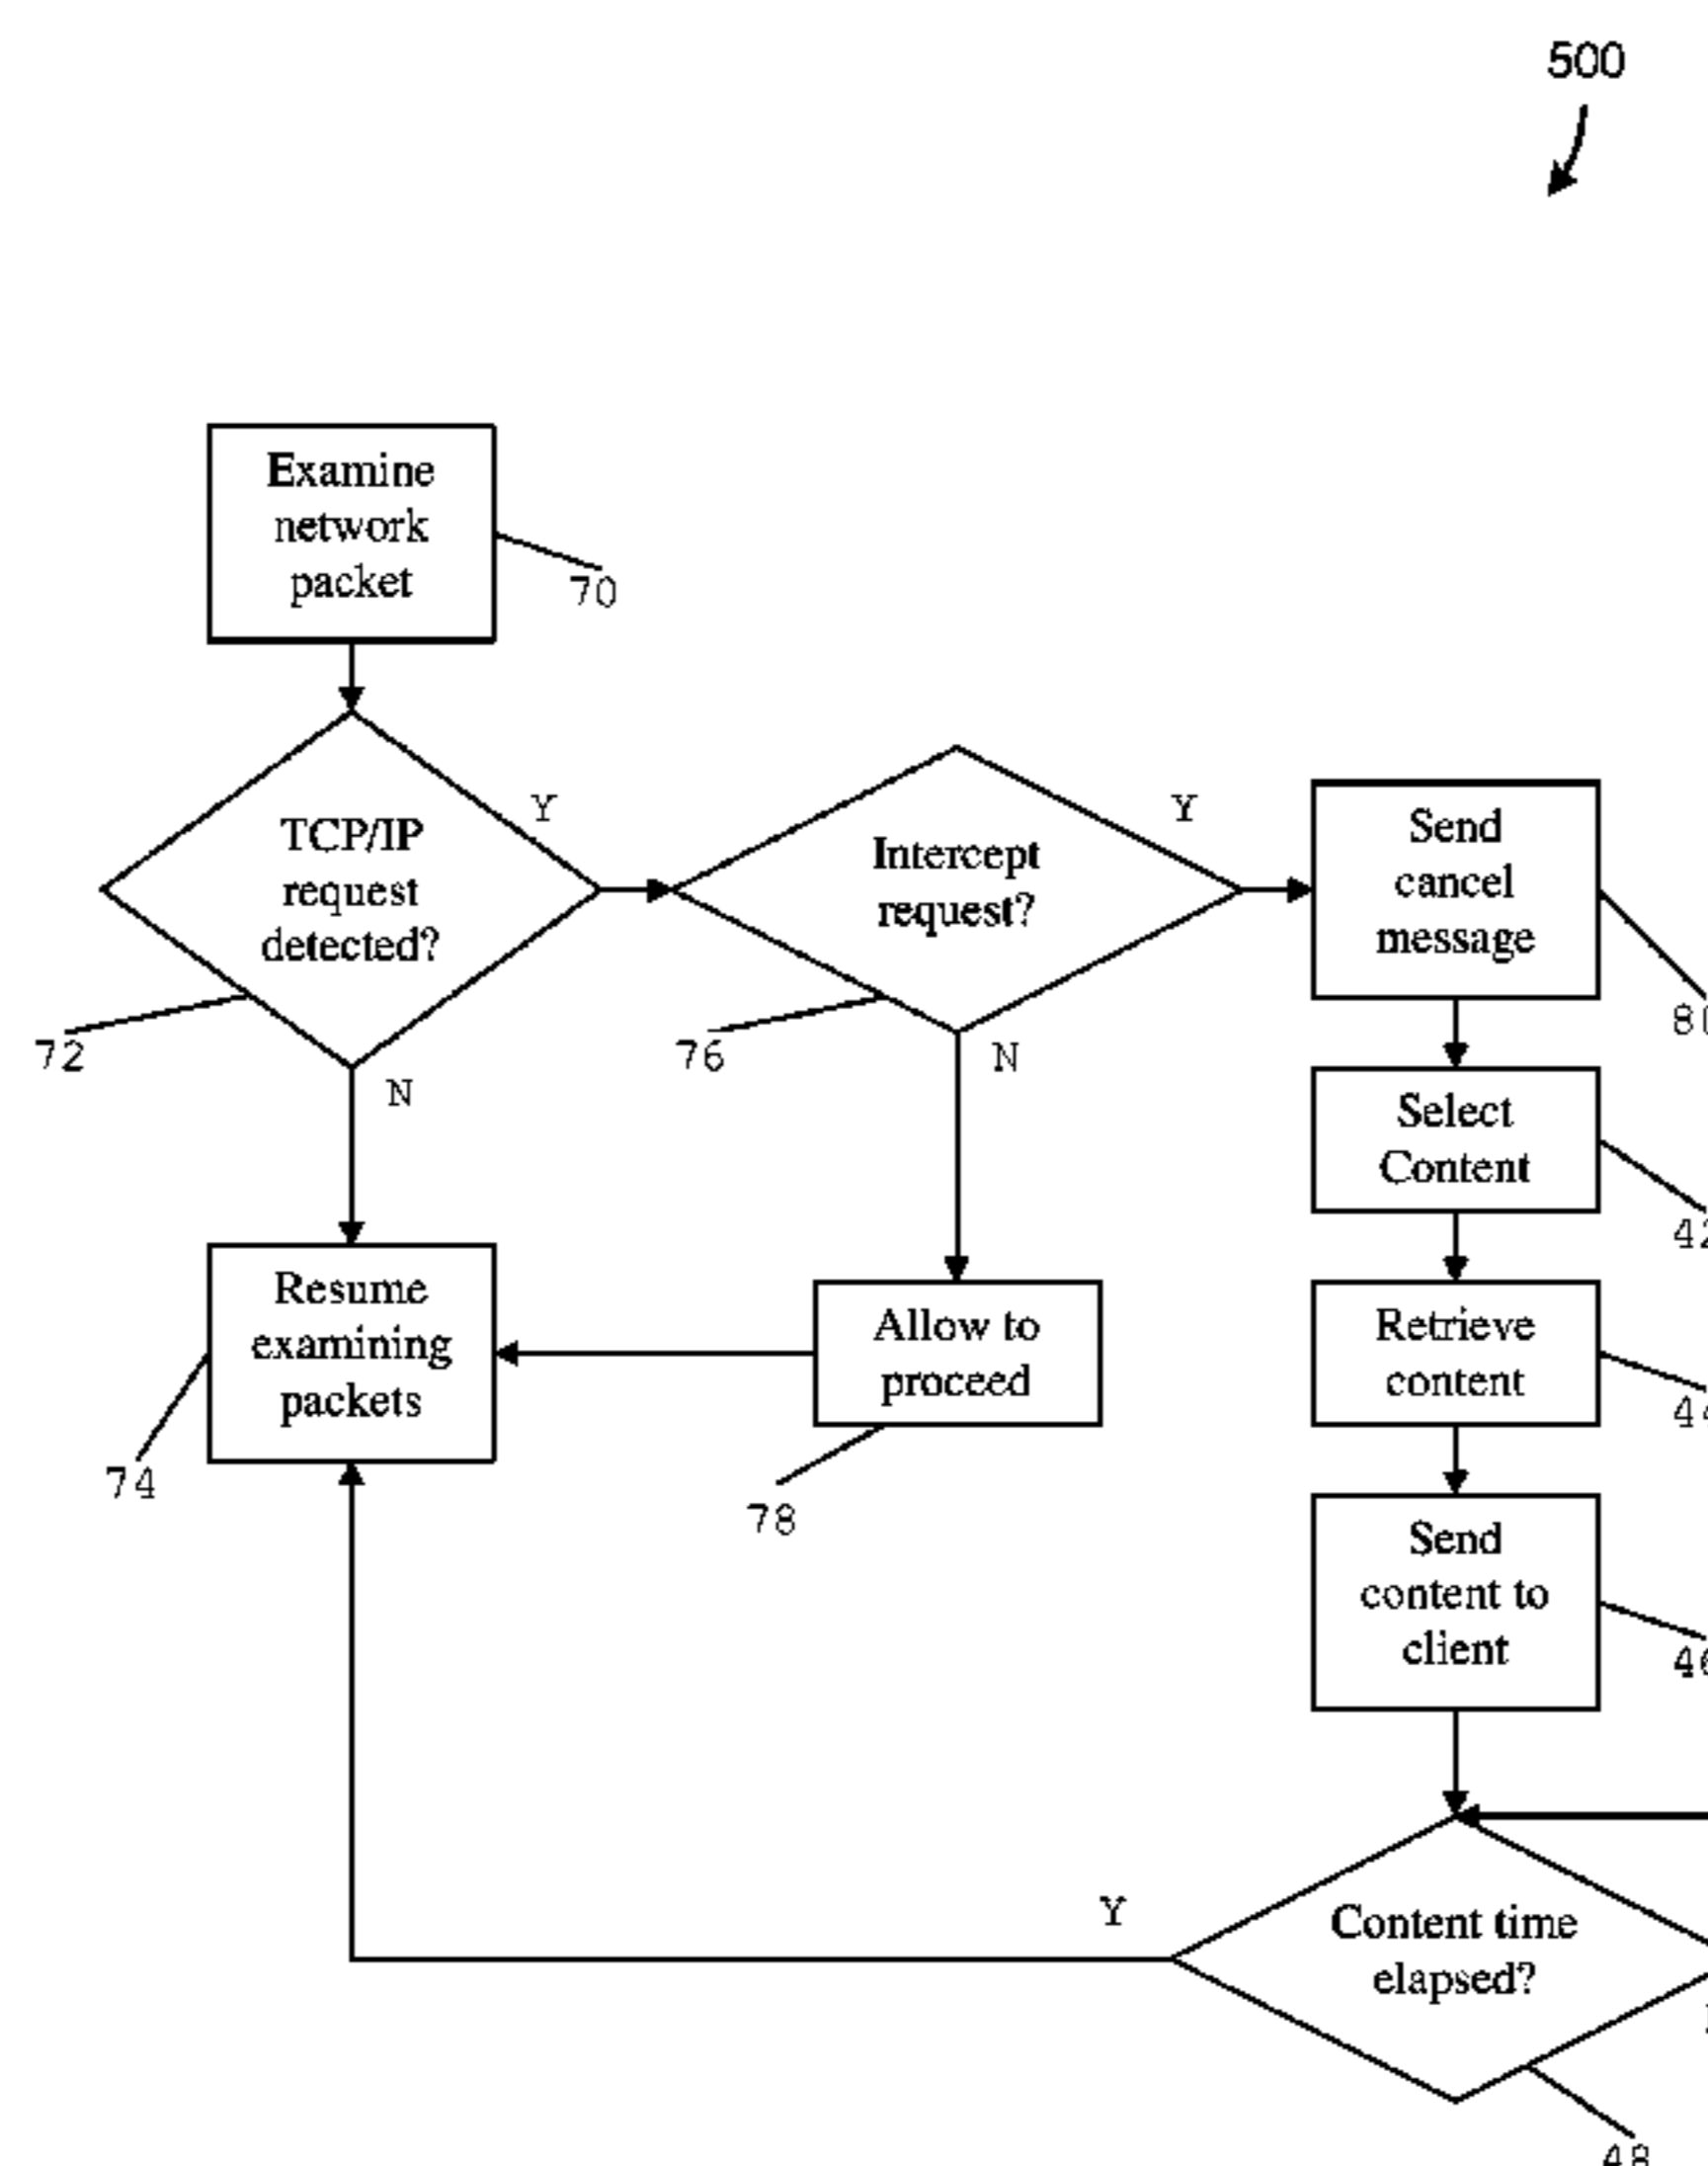 500
Examine
network
packet
70
TCP/IP
request
detected?
Y
72
N
Intercept
request?
Y
76
N
Send
cancel
message
Select
Content
Retrieve
content
Send
content to
client
Resume
examining
packets
74
Allow to
proceed
78
Content time
elapsed?
Y
48